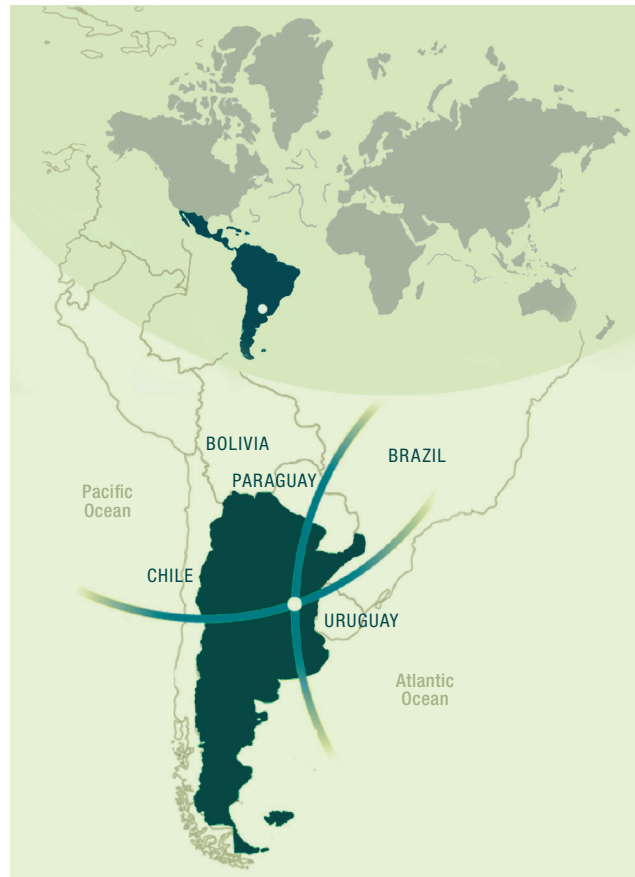 BOLIVIA
BRAZIL
PARAGUAY
Pacific
Ocean
CHILE
URUGUAY
Atlantic
Ocean